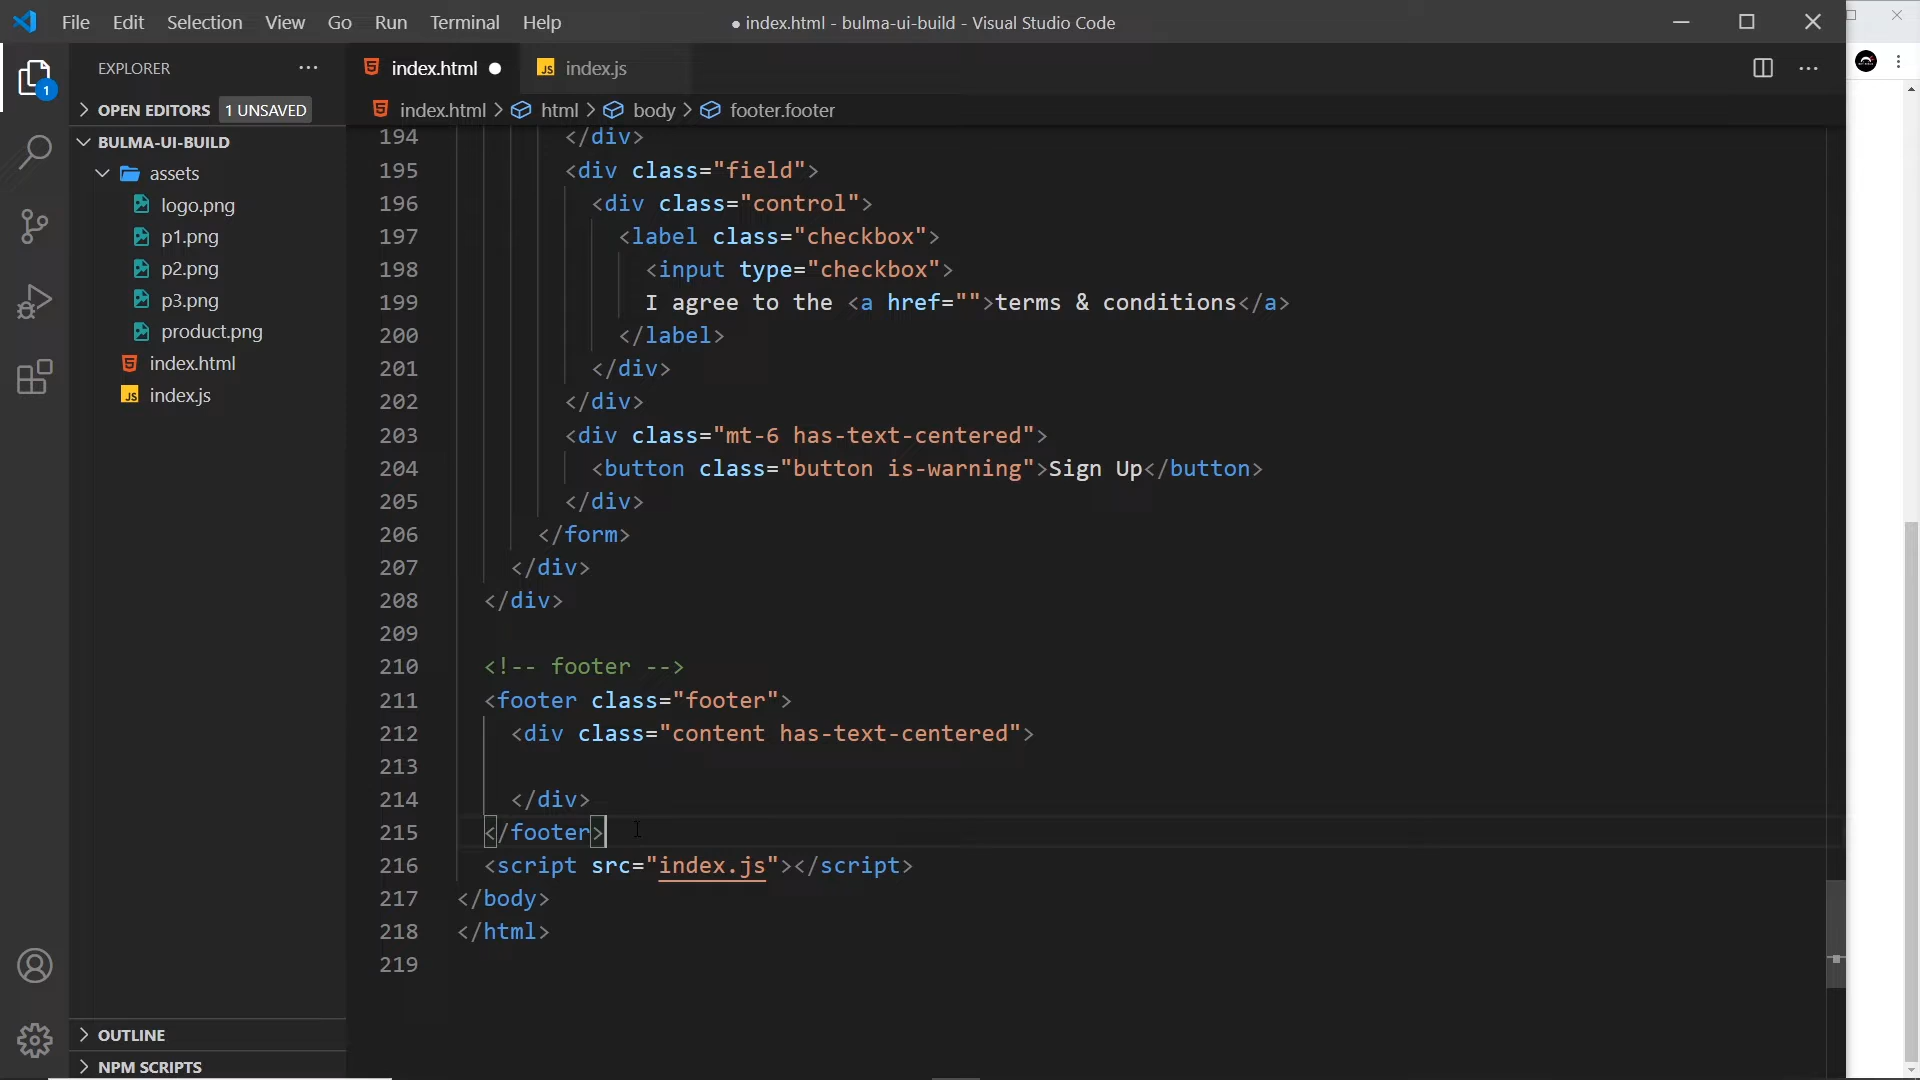 File Edit Selection View Go Run Terminal Help
● index.html - bulma-ui-build - Visual Studio Code
EXPLORER
index.html
JS index.js
1
OPEN EDITORS 1 UNSAVED
index.html > html > body > footer.footer
BULMA-UI-BUILD
assets
logo.png
p1.png
p2.png
p3.png
product.png
index.html
JS index.js
OUTLINE
NPM SCRIPTS
194 </div>
195 <div class="field">
196 <div class="control">
197 <label class="checkbox">
198 <input type="checkbox">
199 I agree to the <a href="">terms & conditions</a>
200 </label>
201 </div>
202 </div>
203 <div class="mt-6 has-text-centered">
204 <button class="button is-warning">Sign Up</button>
205 </div>
206 </form>
207 </div>
208 </div>
209
210 <!-- footer -->
211 <footer class="footer">
212 <div class="content has-text-centered">
213
214 </div>
215 </footer>
216 <script src="index.js"></script>
217 </body>
218 </html>
219